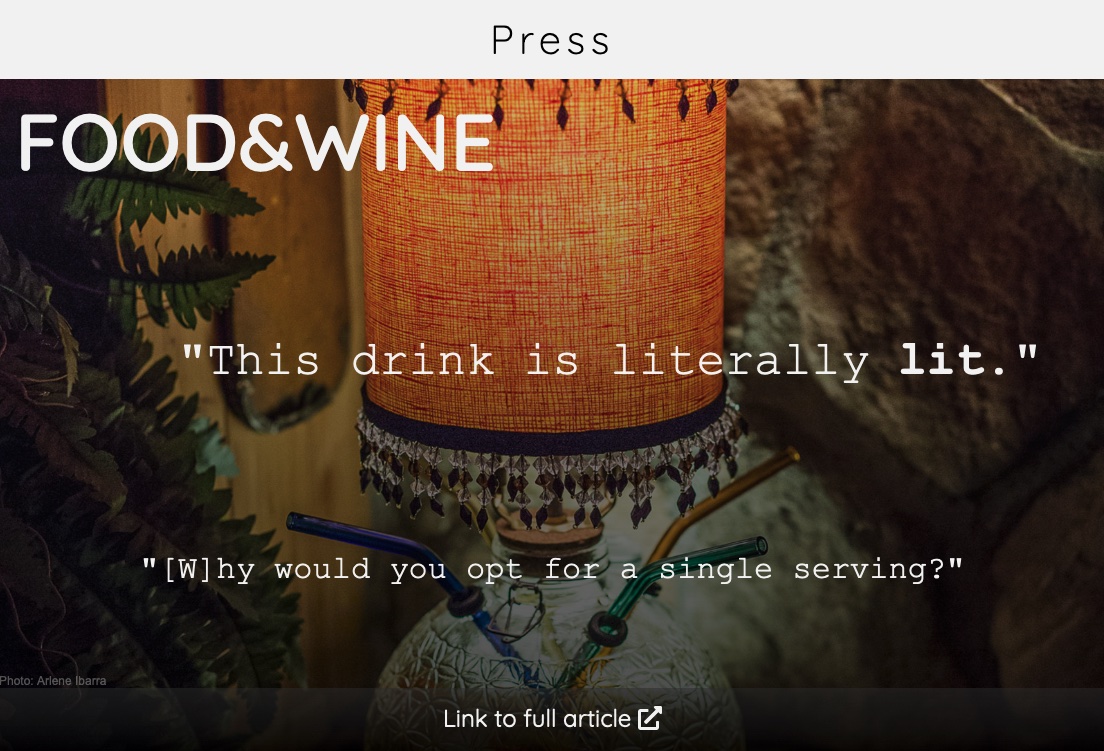 Press
FOOD&WINE
"This drink is literally lit."
"[W]hy would you opt for a single serving?"
Photo: Arlene Ibarra
Link to full article